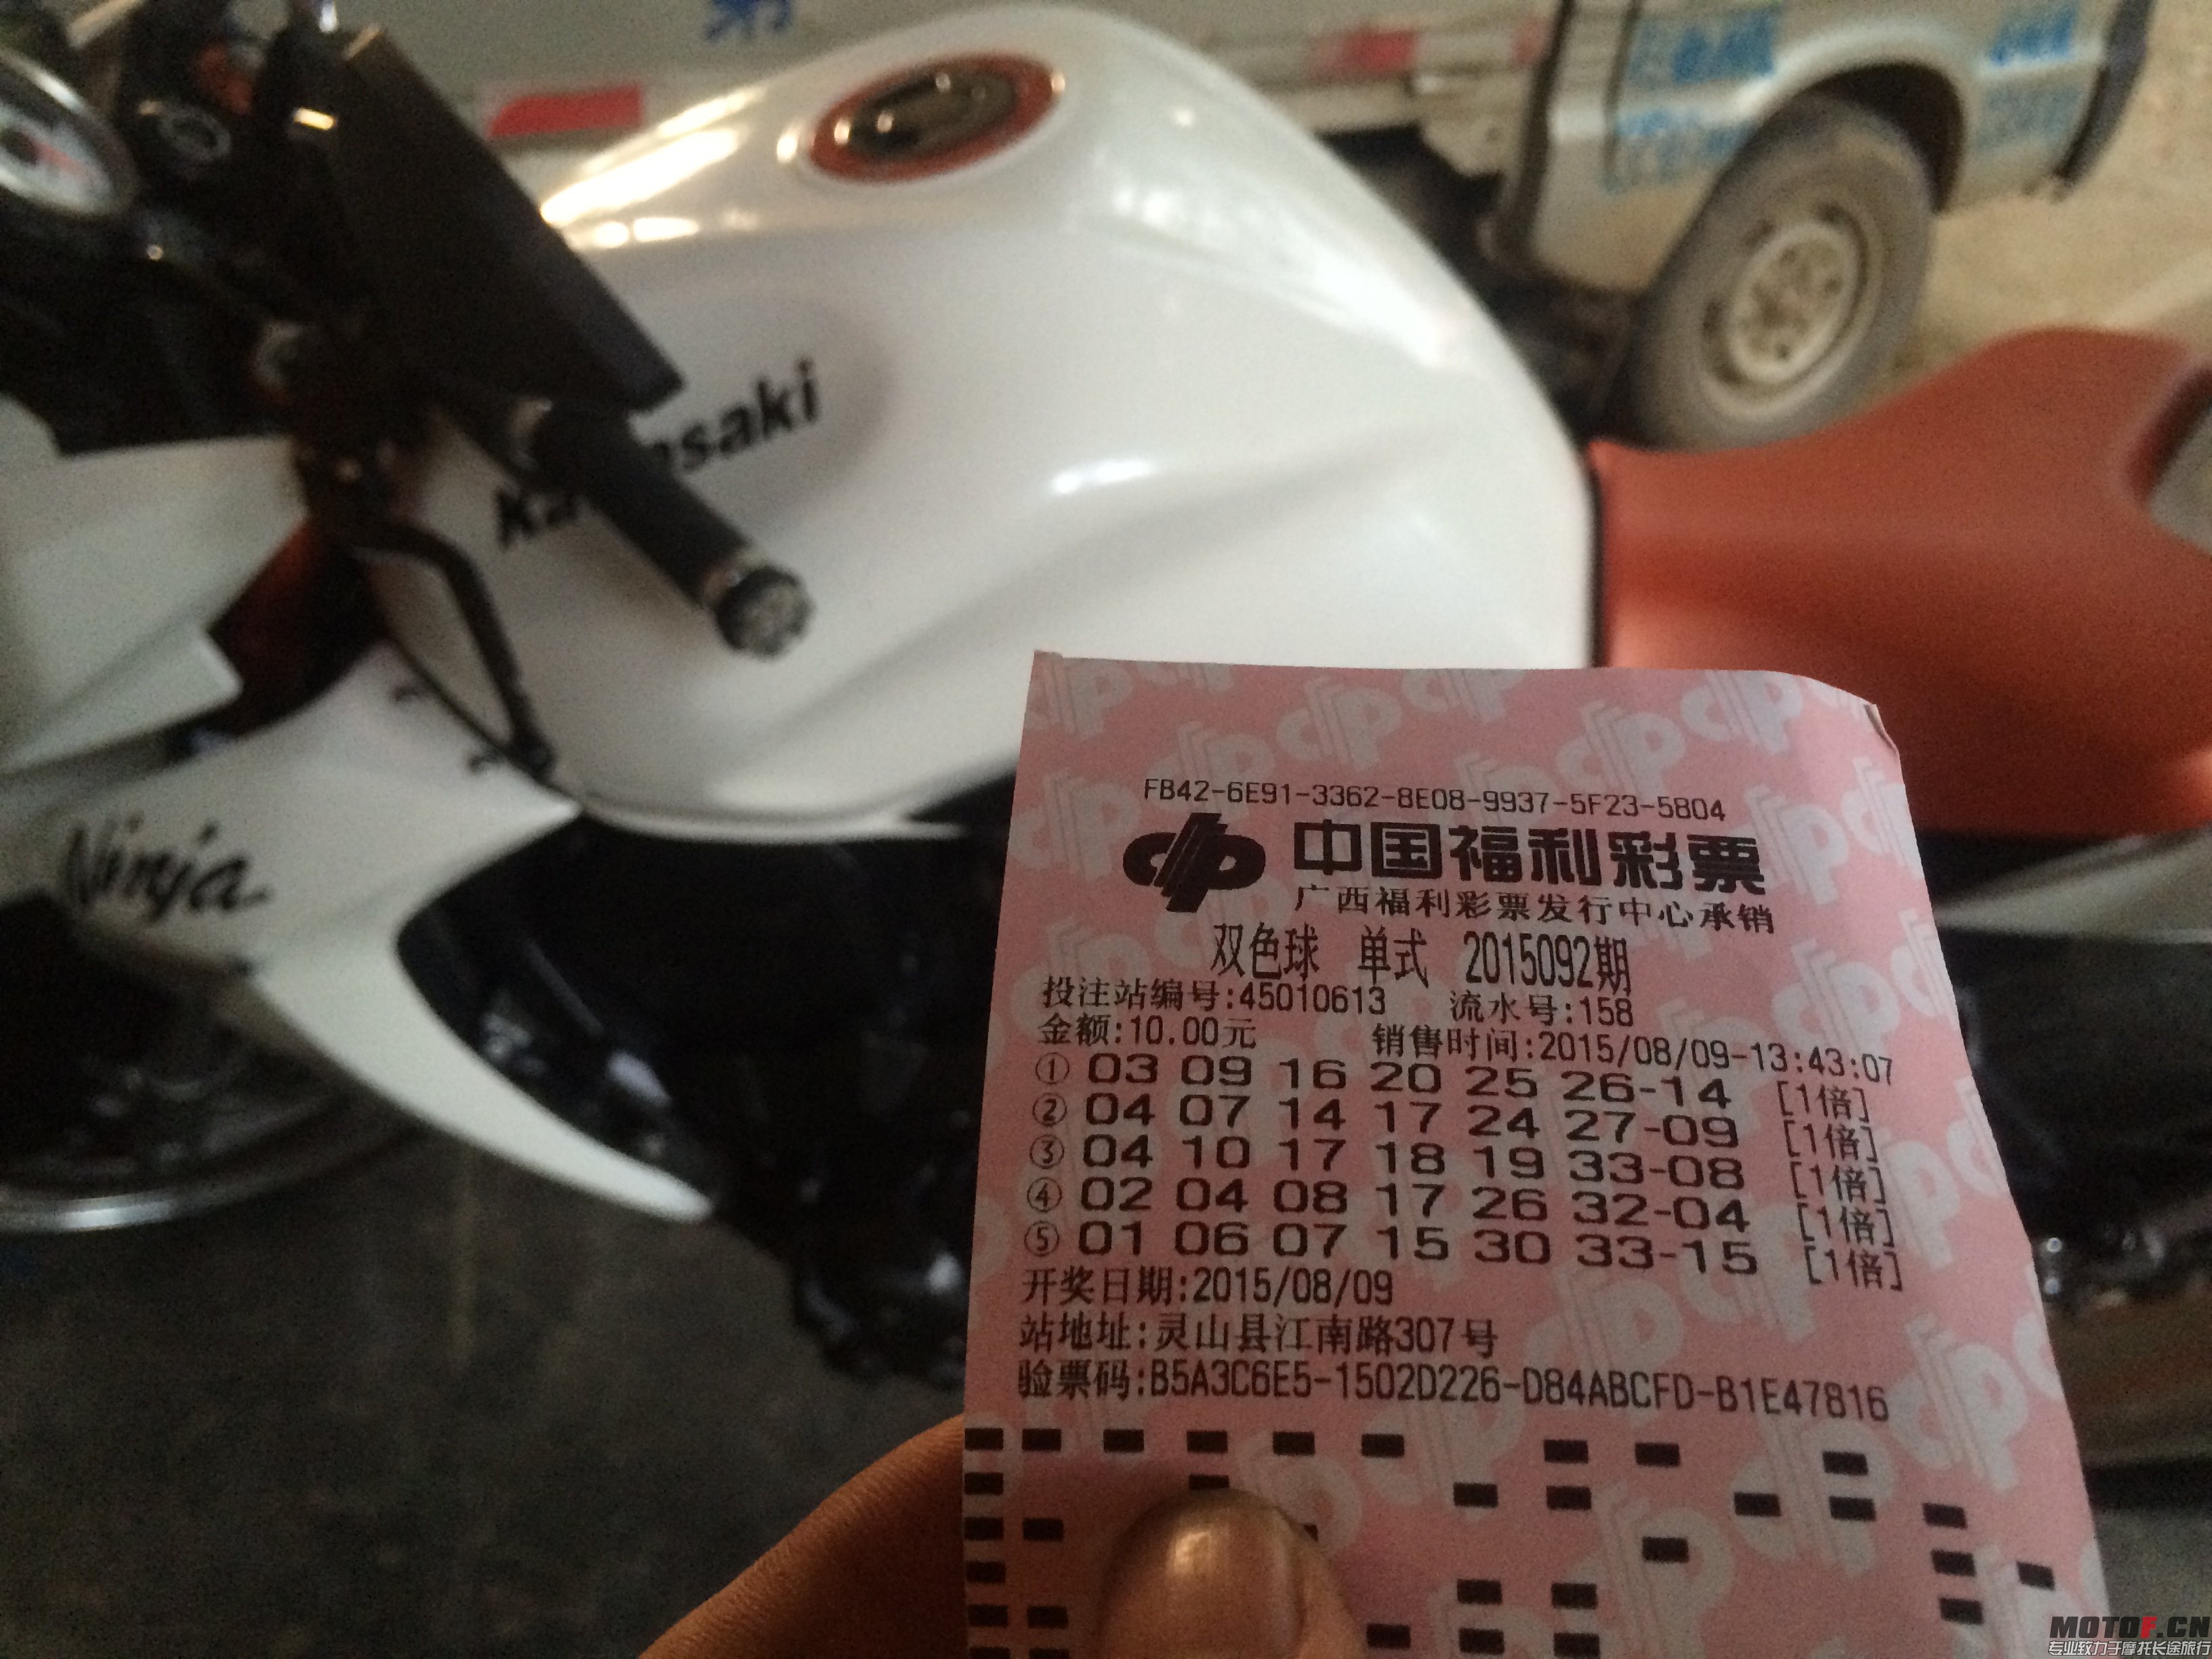 Kawasaki
Ninja
FB42-6E91-3362-8E08-9937-5F23-5804
中国福利彩票
广西福利彩票发行中心承销
双色球 单式 2015092期
投注站编号:45010613 流水号:158
金额:10.00元 销售时间:2015/08/09-13:43:07
① 03 09 16 20 25 26-14 [1倍]
② 04 07 14 17 24 27-09 [1倍]
③ 04 10 17 18 19 33-08 [1倍]
④ 02 04 08 17 26 32-04 [1倍]
⑤ 01 06 07 15 30 33-15 [1倍]
开奖日期:2015/08/09
站地址:灵山县江南路307号
验票码:B5A3C6E5-1502D226-D84ABCFD-B1E47816
MOTOF.CN
专业致力于摩托长途旅行